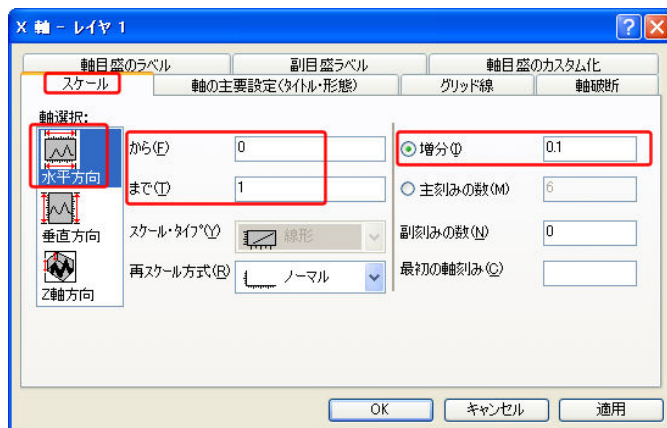 X 軸 - レイヤ 1
軸目盛のラベル
副目盛ラベル
軸目盛のカスタム化
スケール
軸の主要設定(タイトル・形態)
グリッド線
軸破断
軸選択:
水平方向
垂直方向
Z軸方向
から(F)
0
まで(T)
1
スケール・タイプ(Y)
線形
再スケール方式(R)
ノーマル
増分(I)
0.1
主刻みの数(M)
6
副刻みの数(N)
0
最初の軸刻み(C)
OK
キャンセル
適用